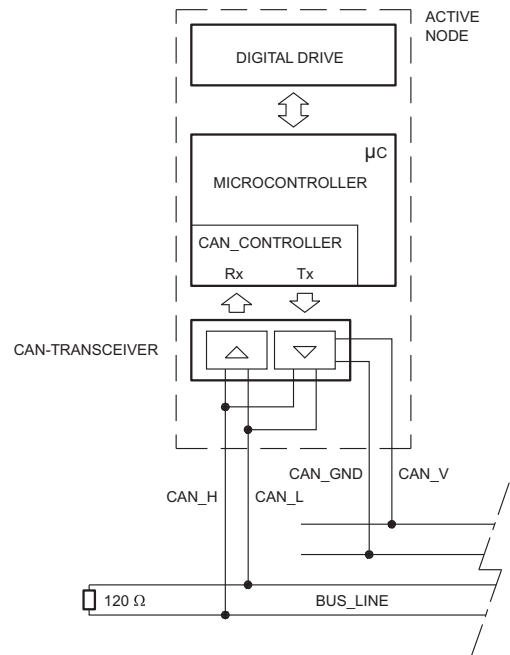 ACTIVE
NODE
DIGITAL DRIVE
µC
MICROCONTROLLER
CAN_CONTROLLER
Rx Tx
CAN-TRANSCEIVER
CAN_GND CAN_V
CAN_H CAN_L
120 Ω BUS_LINE